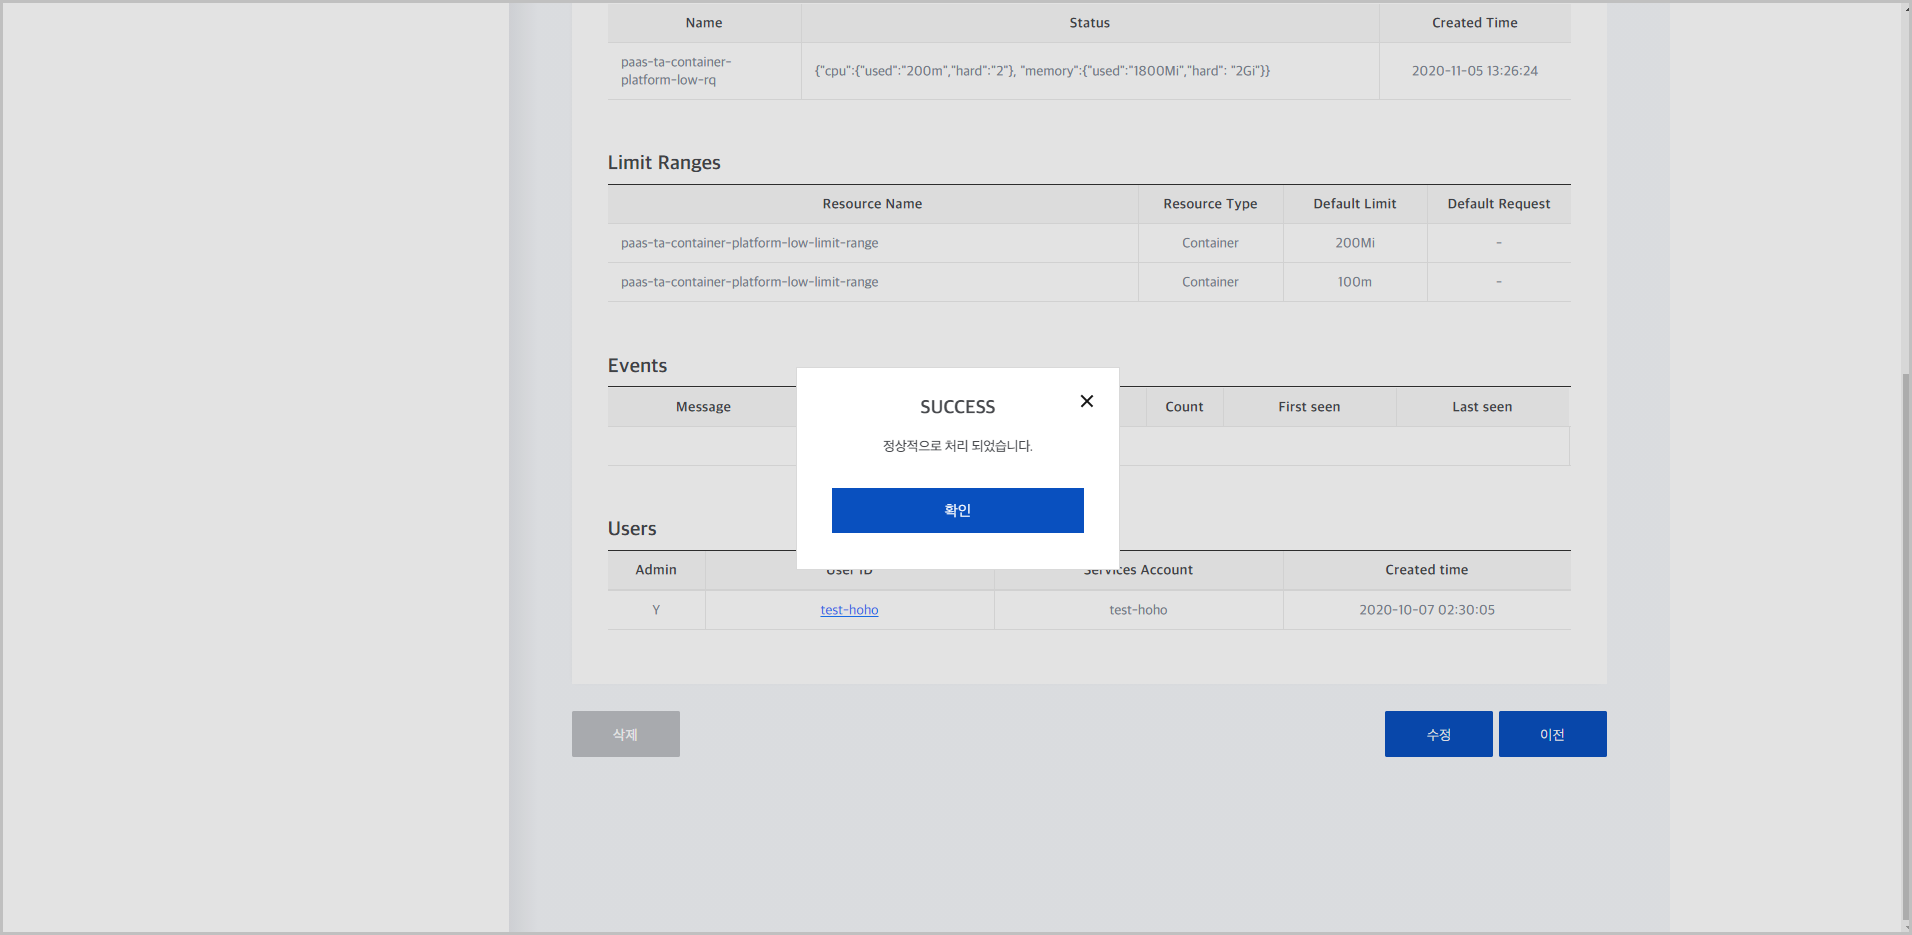 Name Status Created Time
paas-ta-container-
platform-low-rq
{"cpu":{"used":"200m","hard":"2"}, "memory":{"used":"1800Mi","hard": "2Gi"}}
2020-11-05 13:26:24
Limit Ranges
Resource Name Resource Type Default Limit Default Request
paas-ta-container-platform-low-limit-range Container 200Mi -
paas-ta-container-platform-low-limit-range Container 100m -
Events
Message Count First seen Last seen
SUCCESS
정상적으로 처리 되었습니다.
확인
Users
Admin User ID Services Account Created time
Y test-hoho test-hoho 2020-10-07 02:30:05
삭제 수정 이전